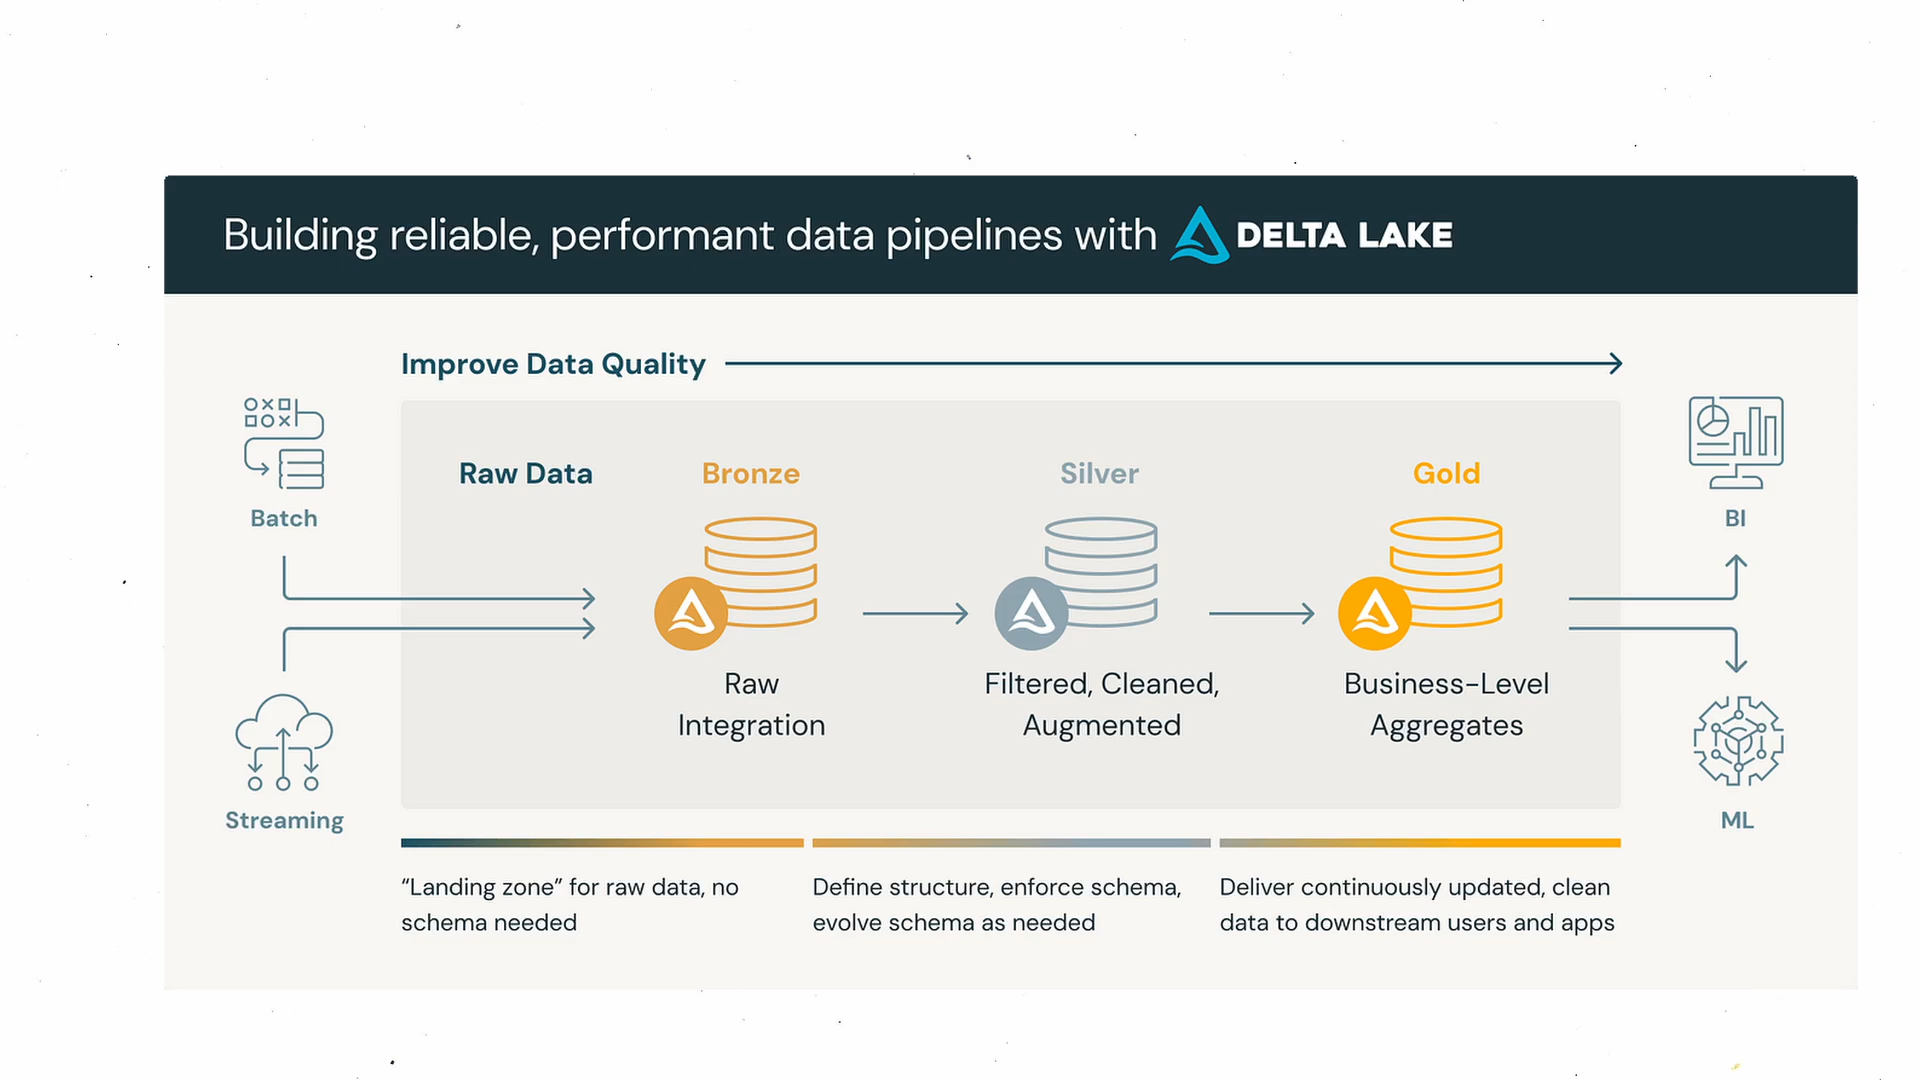 Building reliable, performant data pipelines with DELTA LAKE
Improve Data Quality
Batch
Streaming
Raw Data
Bronze
Raw
Integration
Silver
Filtered, Cleaned,
Augmented
Gold
Business-Level
Aggregates
BI
ML
“Landing zone” for raw data, no
schema needed
Define structure, enforce schema,
evolve schema as needed
Deliver continuously updated, clean
data to downstream users and apps